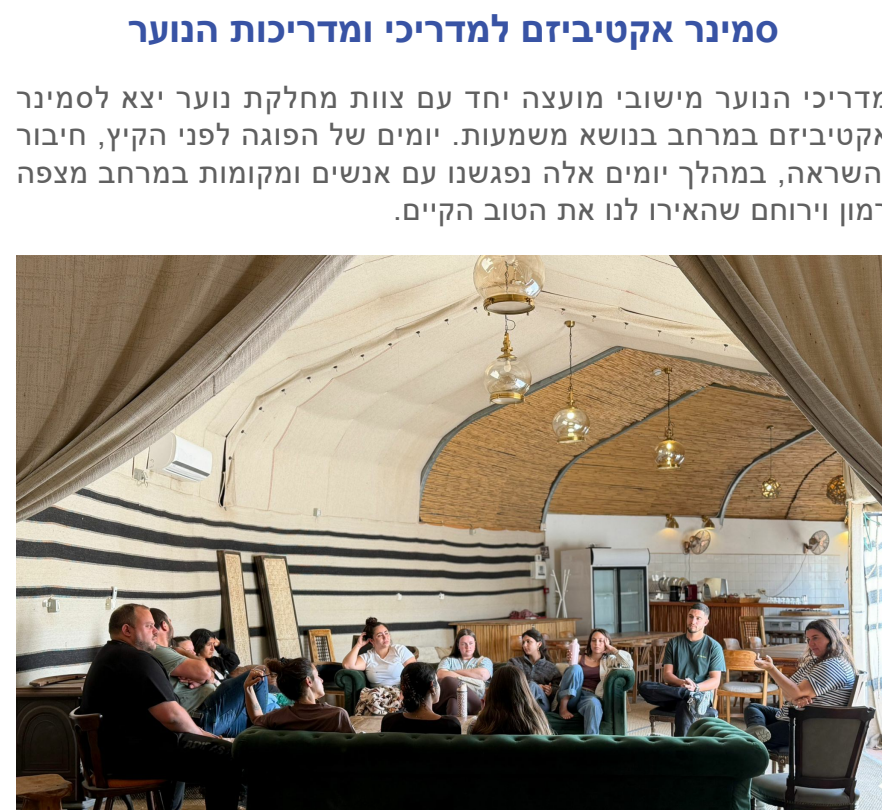 סמינר אקטיביזם למדריכי ומדריכות הנוער
מדריכי הנוער מישובי מועצה יחד עם צוות מחלקת נוער יצא לסמינר
אקטיביזם במרחב בנושא משמעות. יומים של הפוגה לפני הקיץ, חיבור
השראה, במהלך יומים אלה נפגשנו עם אנשים ומקומות במרחב מצפה
רמון וירוחם שהאירו לנו את הטוב הקיים.